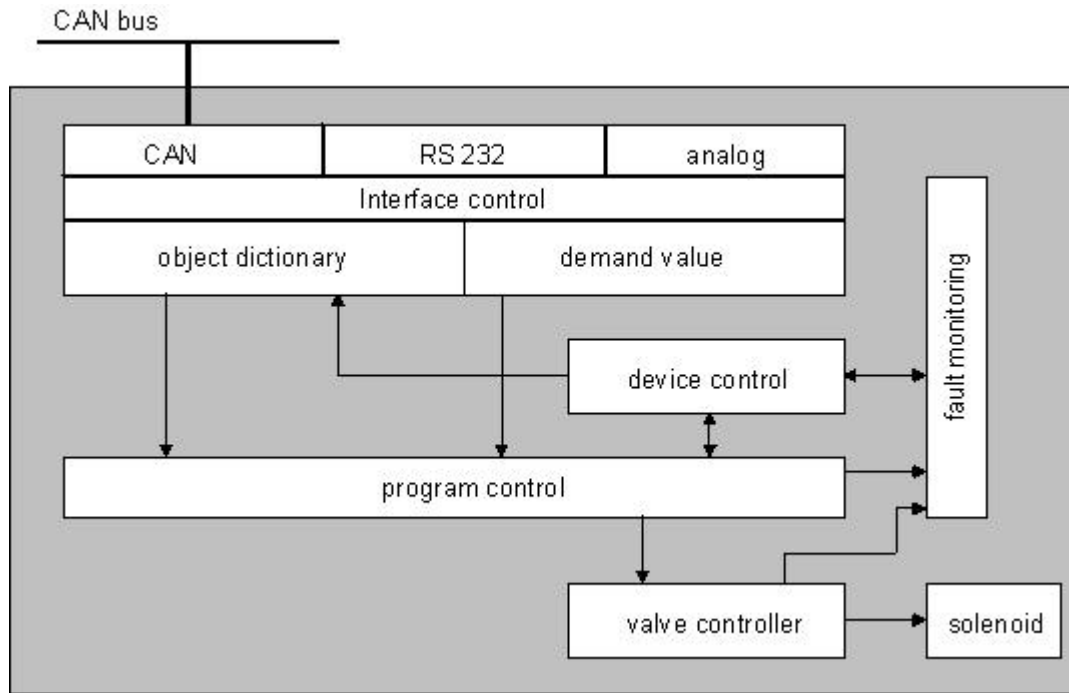 CAN bus
CAN
RS 232
analog
Interface control
object dictionary
demand value
fault monitoring
device control
program control
valve controller
solenoid